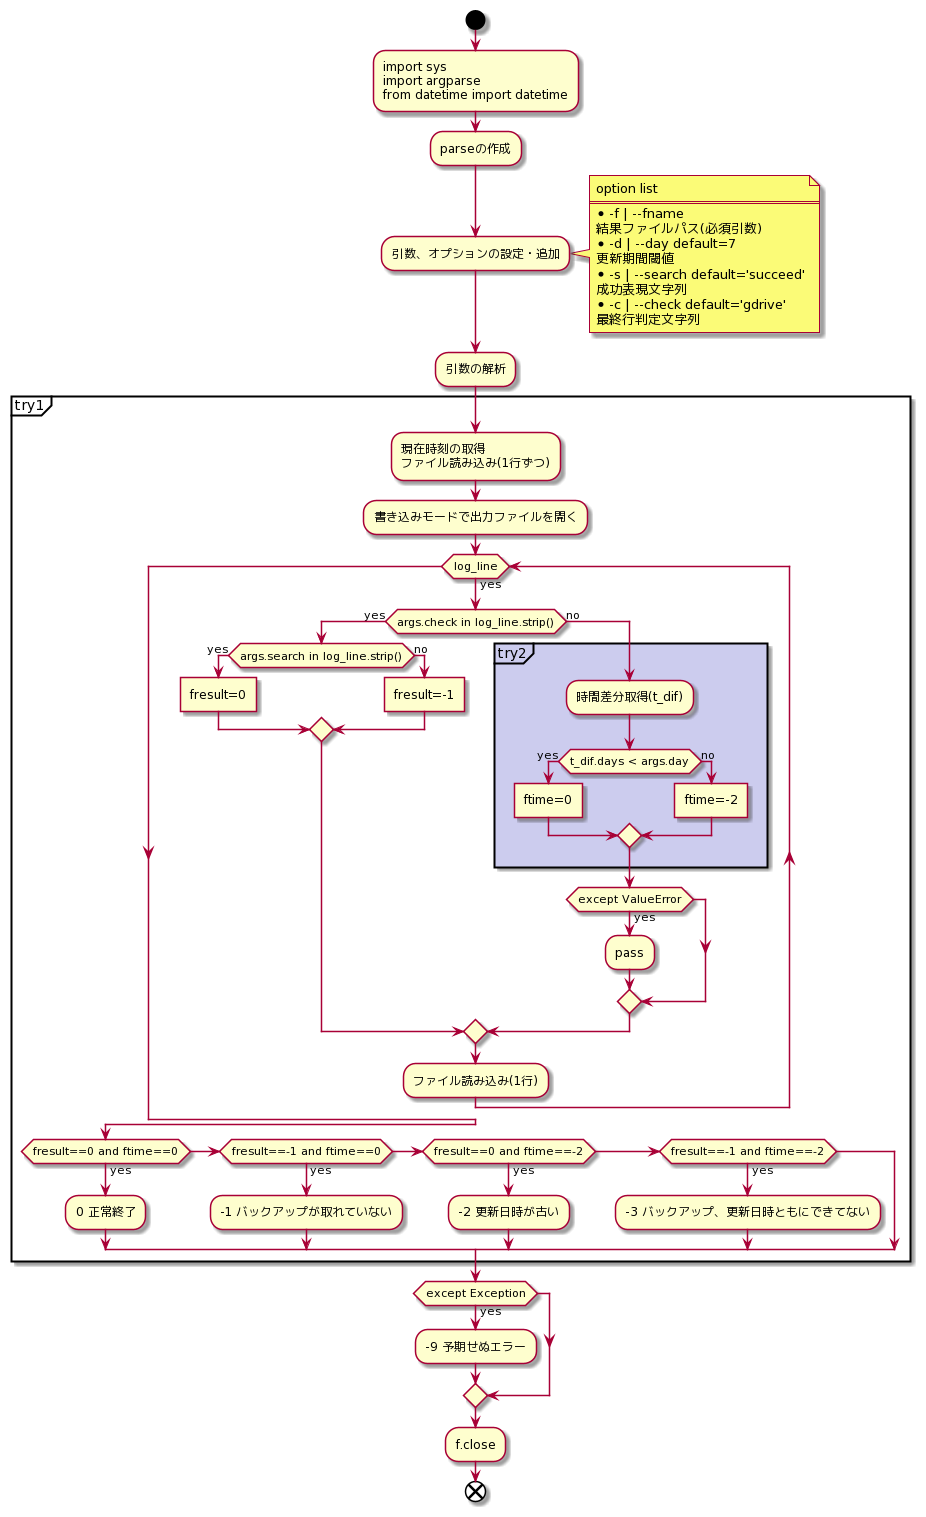 import sys
import argparse
from datetime import datetime
parseの作成
option list
• -f | --fname
結果ファイルパス(必須引数)
• -d | --day default=7
更新期間閾値
• -s | --search default='succeed'
成功表現文字列
• -c | --check default='gdrive'
最終行判定文字列
引数、オプションの設定・追加
引数の解析
try1
現在時刻の取得
ファイル読み込み(1行ずつ)
書き込みモードで出力ファイルを開く
log_line
yes
args.check in log_line.strip()
yes
no
args.search in log_line.strip()
yes
no
fresult=0
fresult=-1
try2
時間差分取得(t_dif)
t_dif.days < args.day
yes
no
ftime=0
ftime=-2
except ValueError
yes
pass
ファイル読み込み(1行)
fresult==0 and ftime==0
fresult==-1 and ftime==0
fresult==0 and ftime==-2
fresult==-1 and ftime==-2
yes
yes
yes
yes
0 正常終了
-1 バックアップが取れていない
-2 更新日時が古い
-3 バックアップ、更新日時ともにできてない
except Exception
yes
-9 予期せぬエラー
f.close